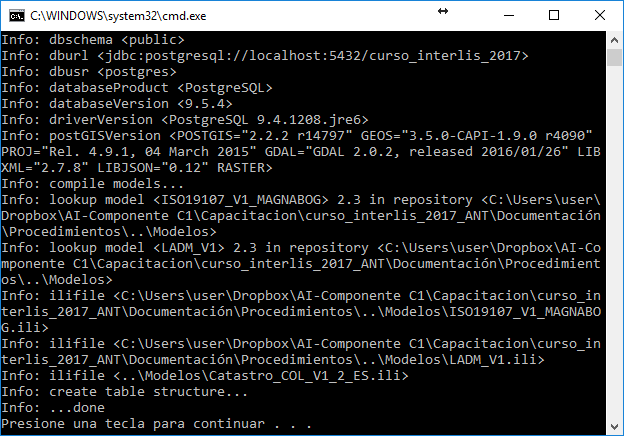 C:\WINDOWS\system32\cmd.exe
Info: dbschema <public>
Info: dburl <jdbc:postgresql://localhost:5432/curso_interlis_2017>
Info: dbusr <postgres>
Info: databaseProduct <PostgreSQL>
Info: databaseVersion <9.5.4>
Info: driverVersion <PostgreSQL 9.4.1208.jre6>
Info: postGISVersion <POSTGIS="2.2.2 r14797" GEOS="3.5.0-CAPI-1.9.0 r4090"
PROJ="Rel. 4.9.1, 04 March 2015" GDAL="GDAL 2.0.2, released 2016/01/26" LIB
XML="2.7.8" LIBJSON="0.12" RASTER>
Info: compile models...
Info: lookup model <ISO19107_V1_MAGNABOG> 2.3 in repository <C:\Users\user\
Dropbox\AI-Componente C1\Capacitacion\curso_interlis_2017_ANT\Documentación
\Procedimientos\..\Modelos>
Info: lookup model <LADM_V1> 2.3 in repository <C:\Users\user\Dropbox\AI-Co
mponente C1\Capacitacion\curso_interlis_2017_ANT\Documentación\Procedimient
os\..\Modelos>
Info: ilifile <C:\Users\user\Dropbox\AI-Componente C1\Capacitacion\curso_in
terlis_2017_ANT\Documentación\Procedimientos\..\Modelos\ISO19107_V1_MAGNABO
G.ili>
Info: ilifile <C:\Users\user\Dropbox\AI-Componente C1\Capacitacion\curso_in
terlis_2017_ANT\Documentación\Procedimientos\..\Modelos\LADM_V1.ili>
Info: ilifile <..\Modelos\Catastro_COL_V1_2_ES.ili>
Info: create table structure...
Info: ...done
Presione una tecla para continuar . . .